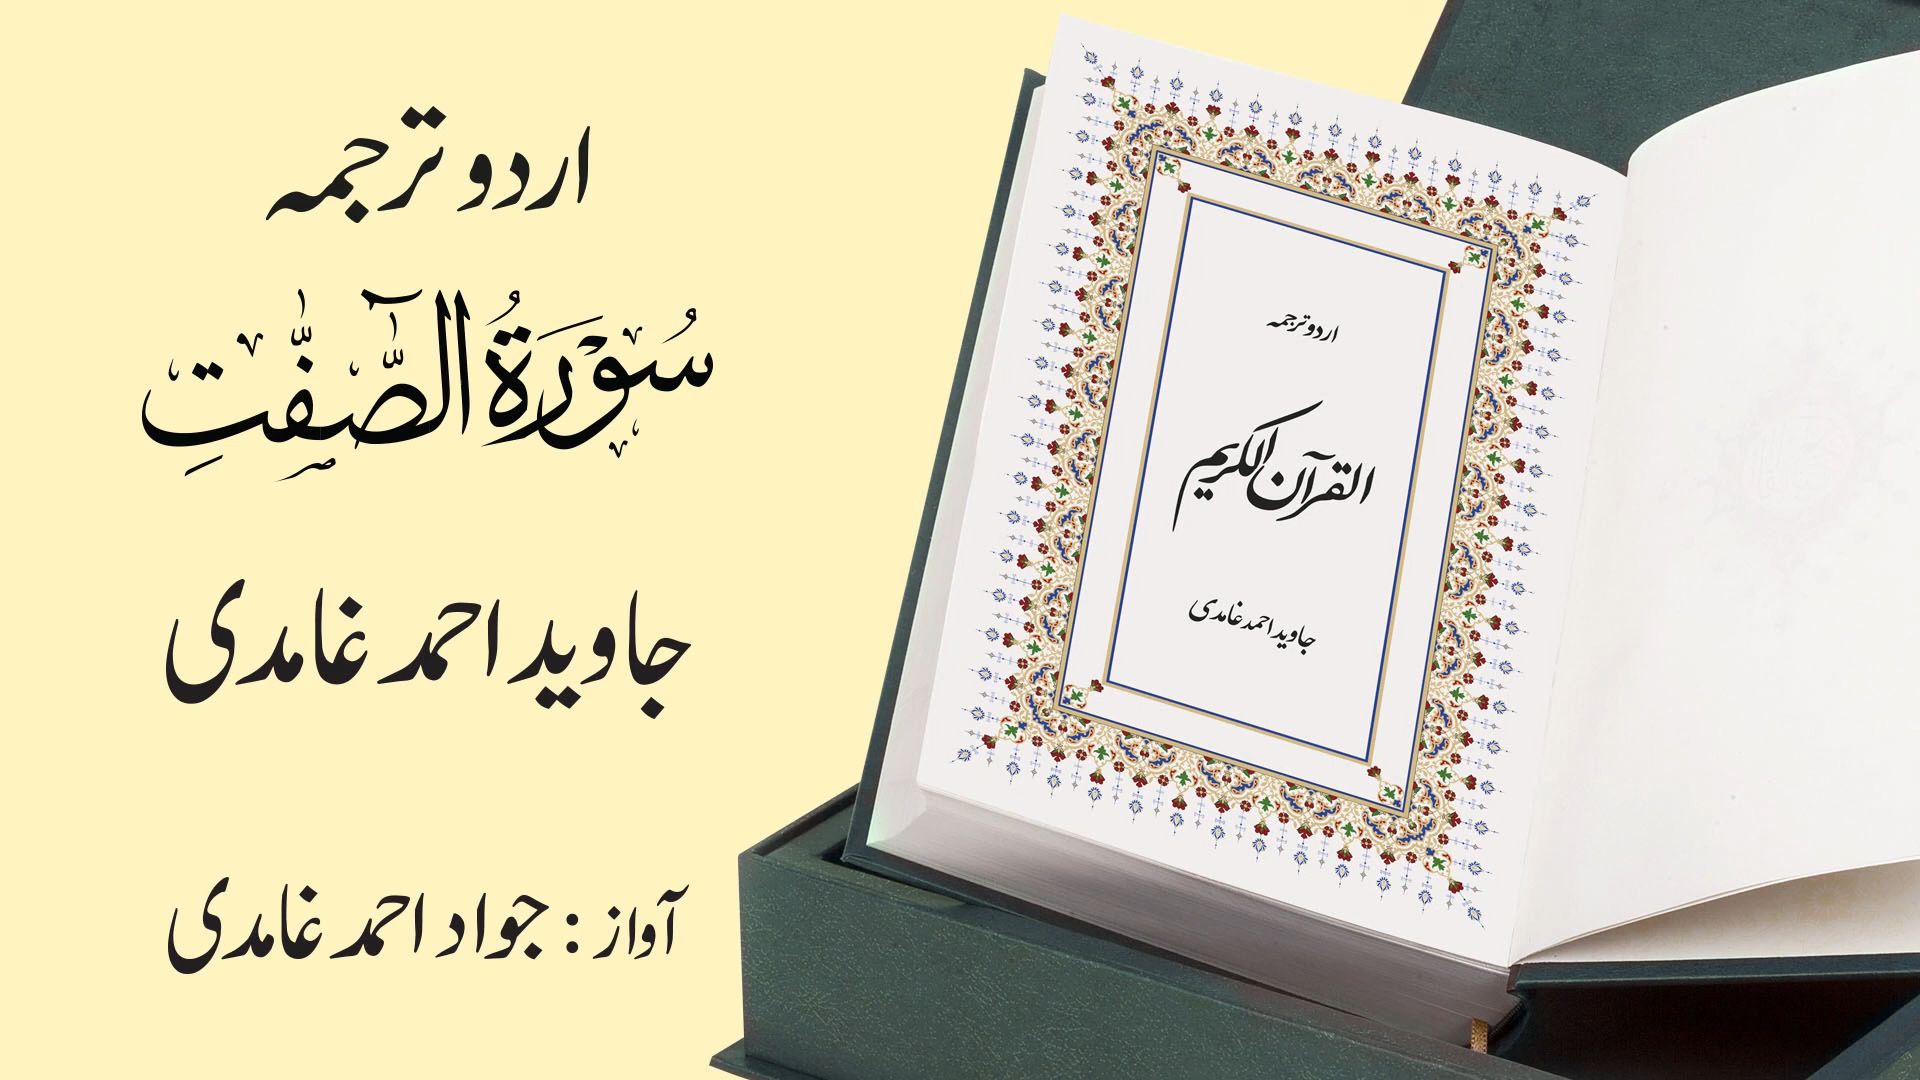 اردو ترجمہ
سُوۡرَۃُ الصّٰٓفّٰتِ
جاوید احمد غامدی
آواز : جواد احمد غامدی
اردو ترجمہ
القرآن الکریم
جاوید احمد غامدی